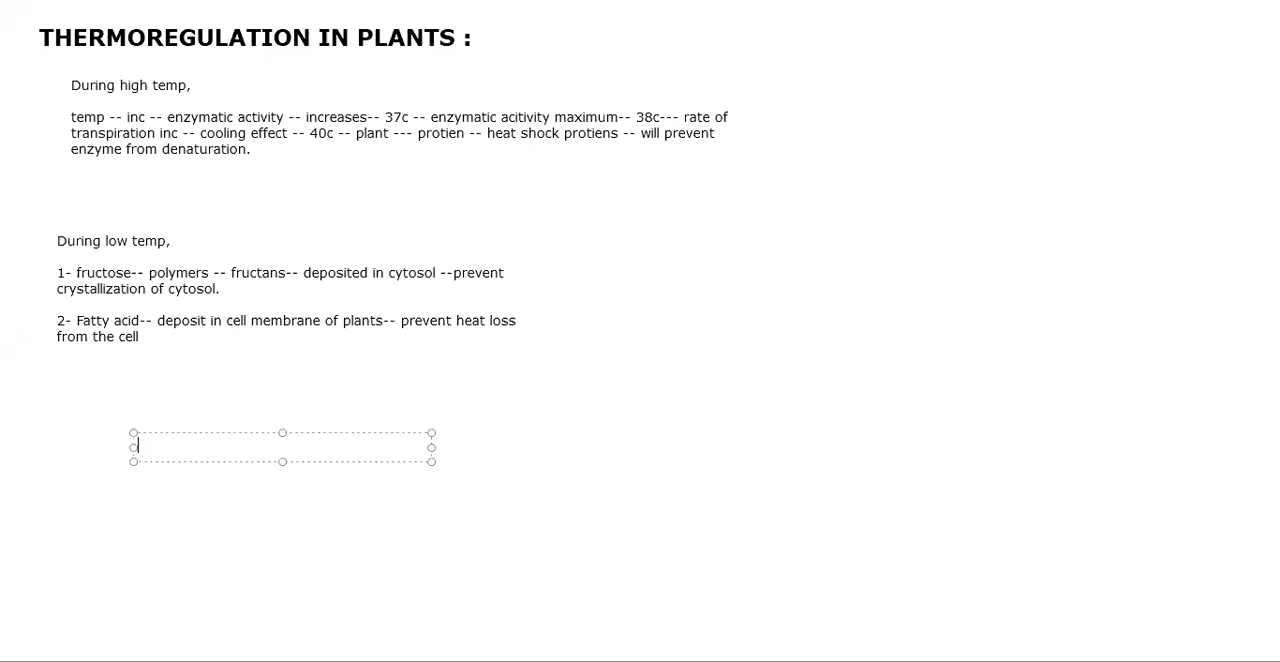 THERMOREGULATION IN PLANTS :
During high temp,
temp -- inc -- enzymatic activity -- increases-- 37c -- enzymatic acitivity maximum-- 38c--- rate of
transpiration inc -- cooling effect -- 40c -- plant --- protien -- heat shock protiens -- will prevent
enzyme from denaturation.
During low temp,
1- fructose-- polymers -- fructans-- deposited in cytosol --prevent
crystallization of cytosol.
2- Fatty acid-- deposit in cell membrane of plants-- prevent heat loss
from the cell